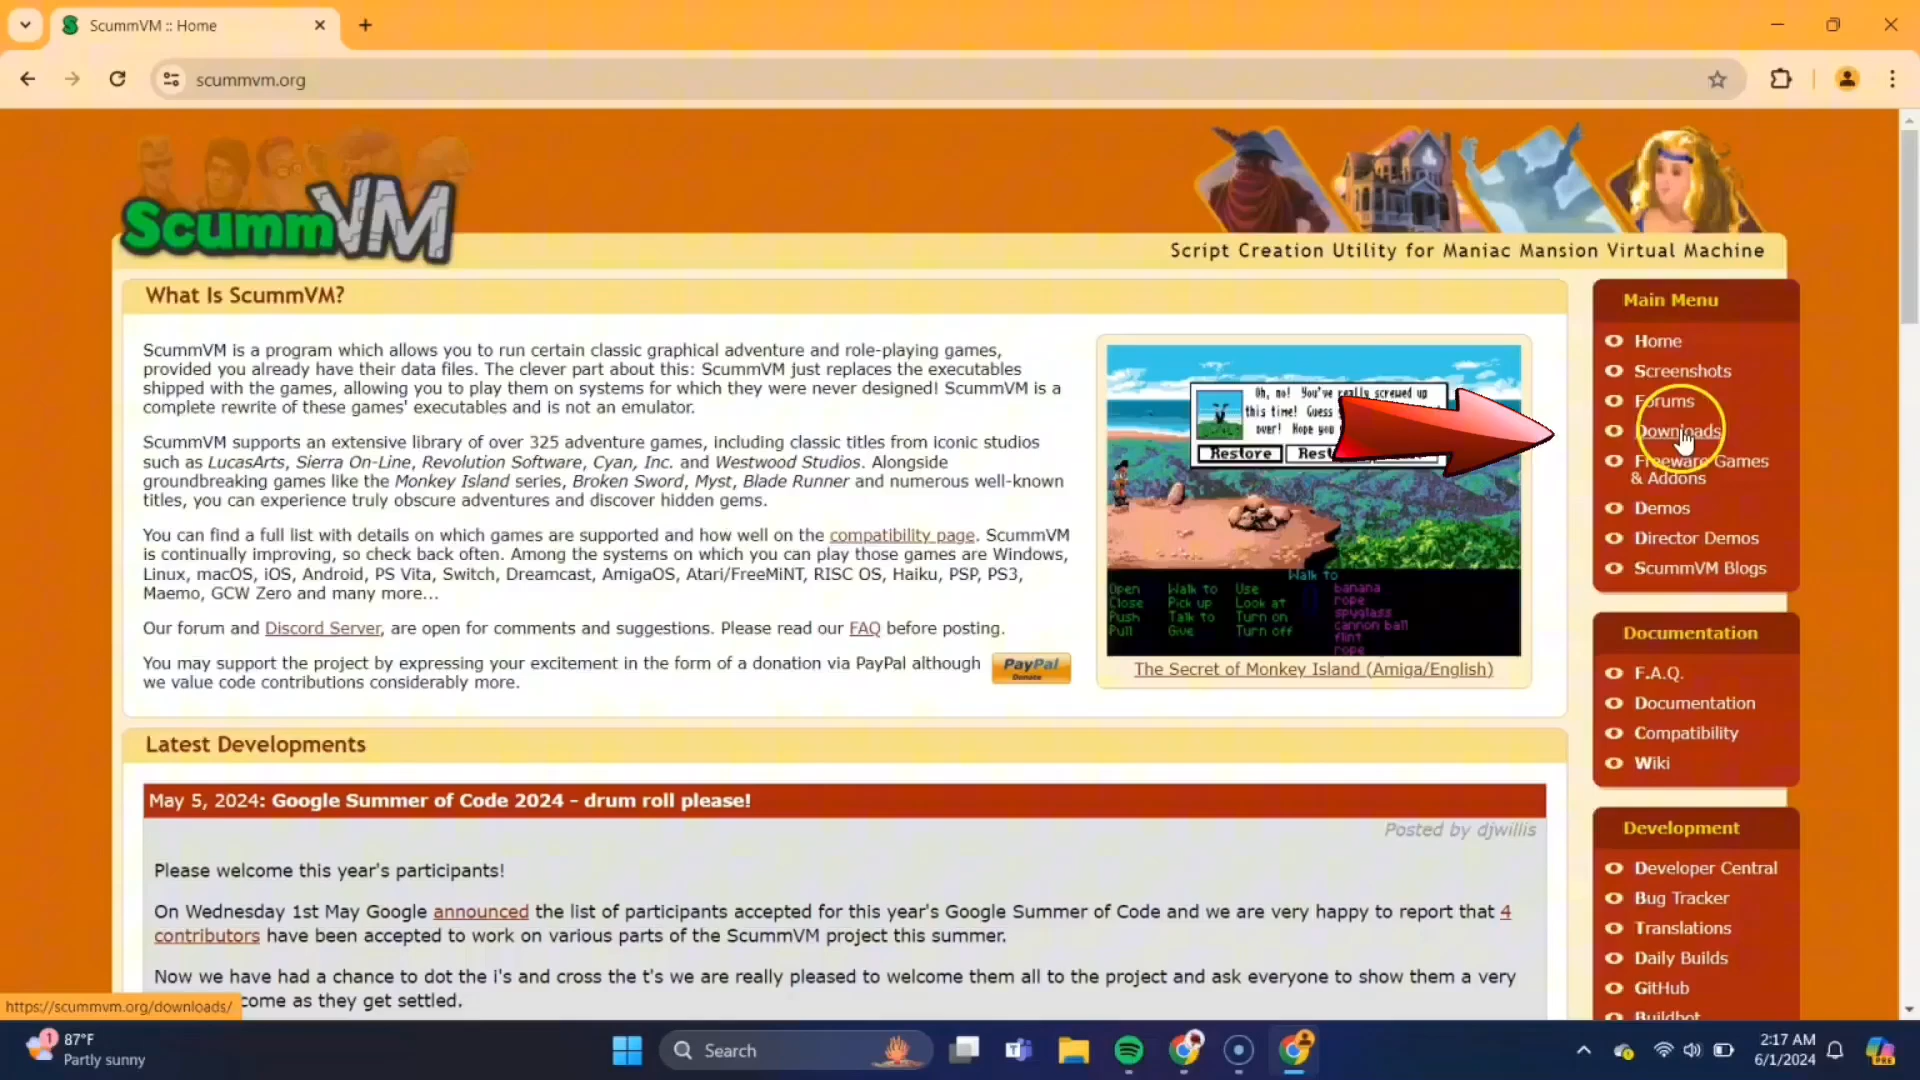 ScummVM :: Home
scummvm.org
ScummVM
Script Creation Utility for Maniac Mansion Virtual Machine
What Is ScummVM?
ScummVM is a program which allows you to run certain classic graphical adventure and role-playing games,
provided you already have their data files. The clever part about this: ScummVM just replaces the executables
shipped with the games, allowing you to play them on systems for which they were never designed! ScummVM is a
complete rewrite of these games' executables and is not an emulator.
ScummVM supports an extensive library of over 325 adventure games, including classic titles from iconic studios
such as LucasArts, Sierra On-Line, Revolution Software, Cyan, Inc. and Westwood Studios. Alongside
groundbreaking games like the Monkey Island series, Broken Sword, Myst, Blade Runner and numerous well-known
titles, you can experience truly obscure adventures and discover hidden gems.
You can find a full list with details on which games are supported and how well on the compatibility page. ScummVM
is continually improving, so check back often. Among the systems on which you can play those games are Windows,
Linux, macOS, iOS, Android, PS Vita, Switch, Dreamcast, AmigaOS, Atari/FreeMiNT, RISC OS, Haiku, PSP, PS3,
Maemo, GCW Zero and many more...
Our forum and Discord Server, are open for comments and suggestions. Please read our FAQ before posting.
You may support the project by expressing your excitement in the form of a donation via PayPal although
we value code contributions considerably more.
PayPal
Donate
Oh, no! You've really screwed up
this time! Guess
over! Hope you
Restore
Walk to
Open Walk to Use banana
Close Pick up Look at rope
Push Talk to Turn on spyglass
Pull Give Turn off cannon ball
flint
rope
The Secret of Monkey Island (Amiga/English)
Latest Developments
May 5, 2024: Google Summer of Code 2024 - drum roll please!
Posted by djwillis
Please welcome this year's participants!
On Wednesday 1st May Google announced the list of participants accepted for this year's Google Summer of Code and we are very happy to report that 4
contributors have been accepted to work on various parts of the ScummVM project this summer.
Now we have had a chance to dot the i's and cross the t's we are really pleased to welcome them all to the project and ask everyone to show them a very
come as they get settled.
Main Menu
Home
Screenshots
Forums
Downloads
Freeware Games
& Addons
Demos
Director Demos
ScummVM Blogs
Documentation
F.A.Q.
Documentation
Compatibility
Wiki
Development
Developer Central
Bug Tracker
Translations
Daily Builds
GitHub
Buildbot
https://scummvm.org/downloads/
1
87°F
Partly sunny
Search
2:17 AM
6/1/2024
PRE